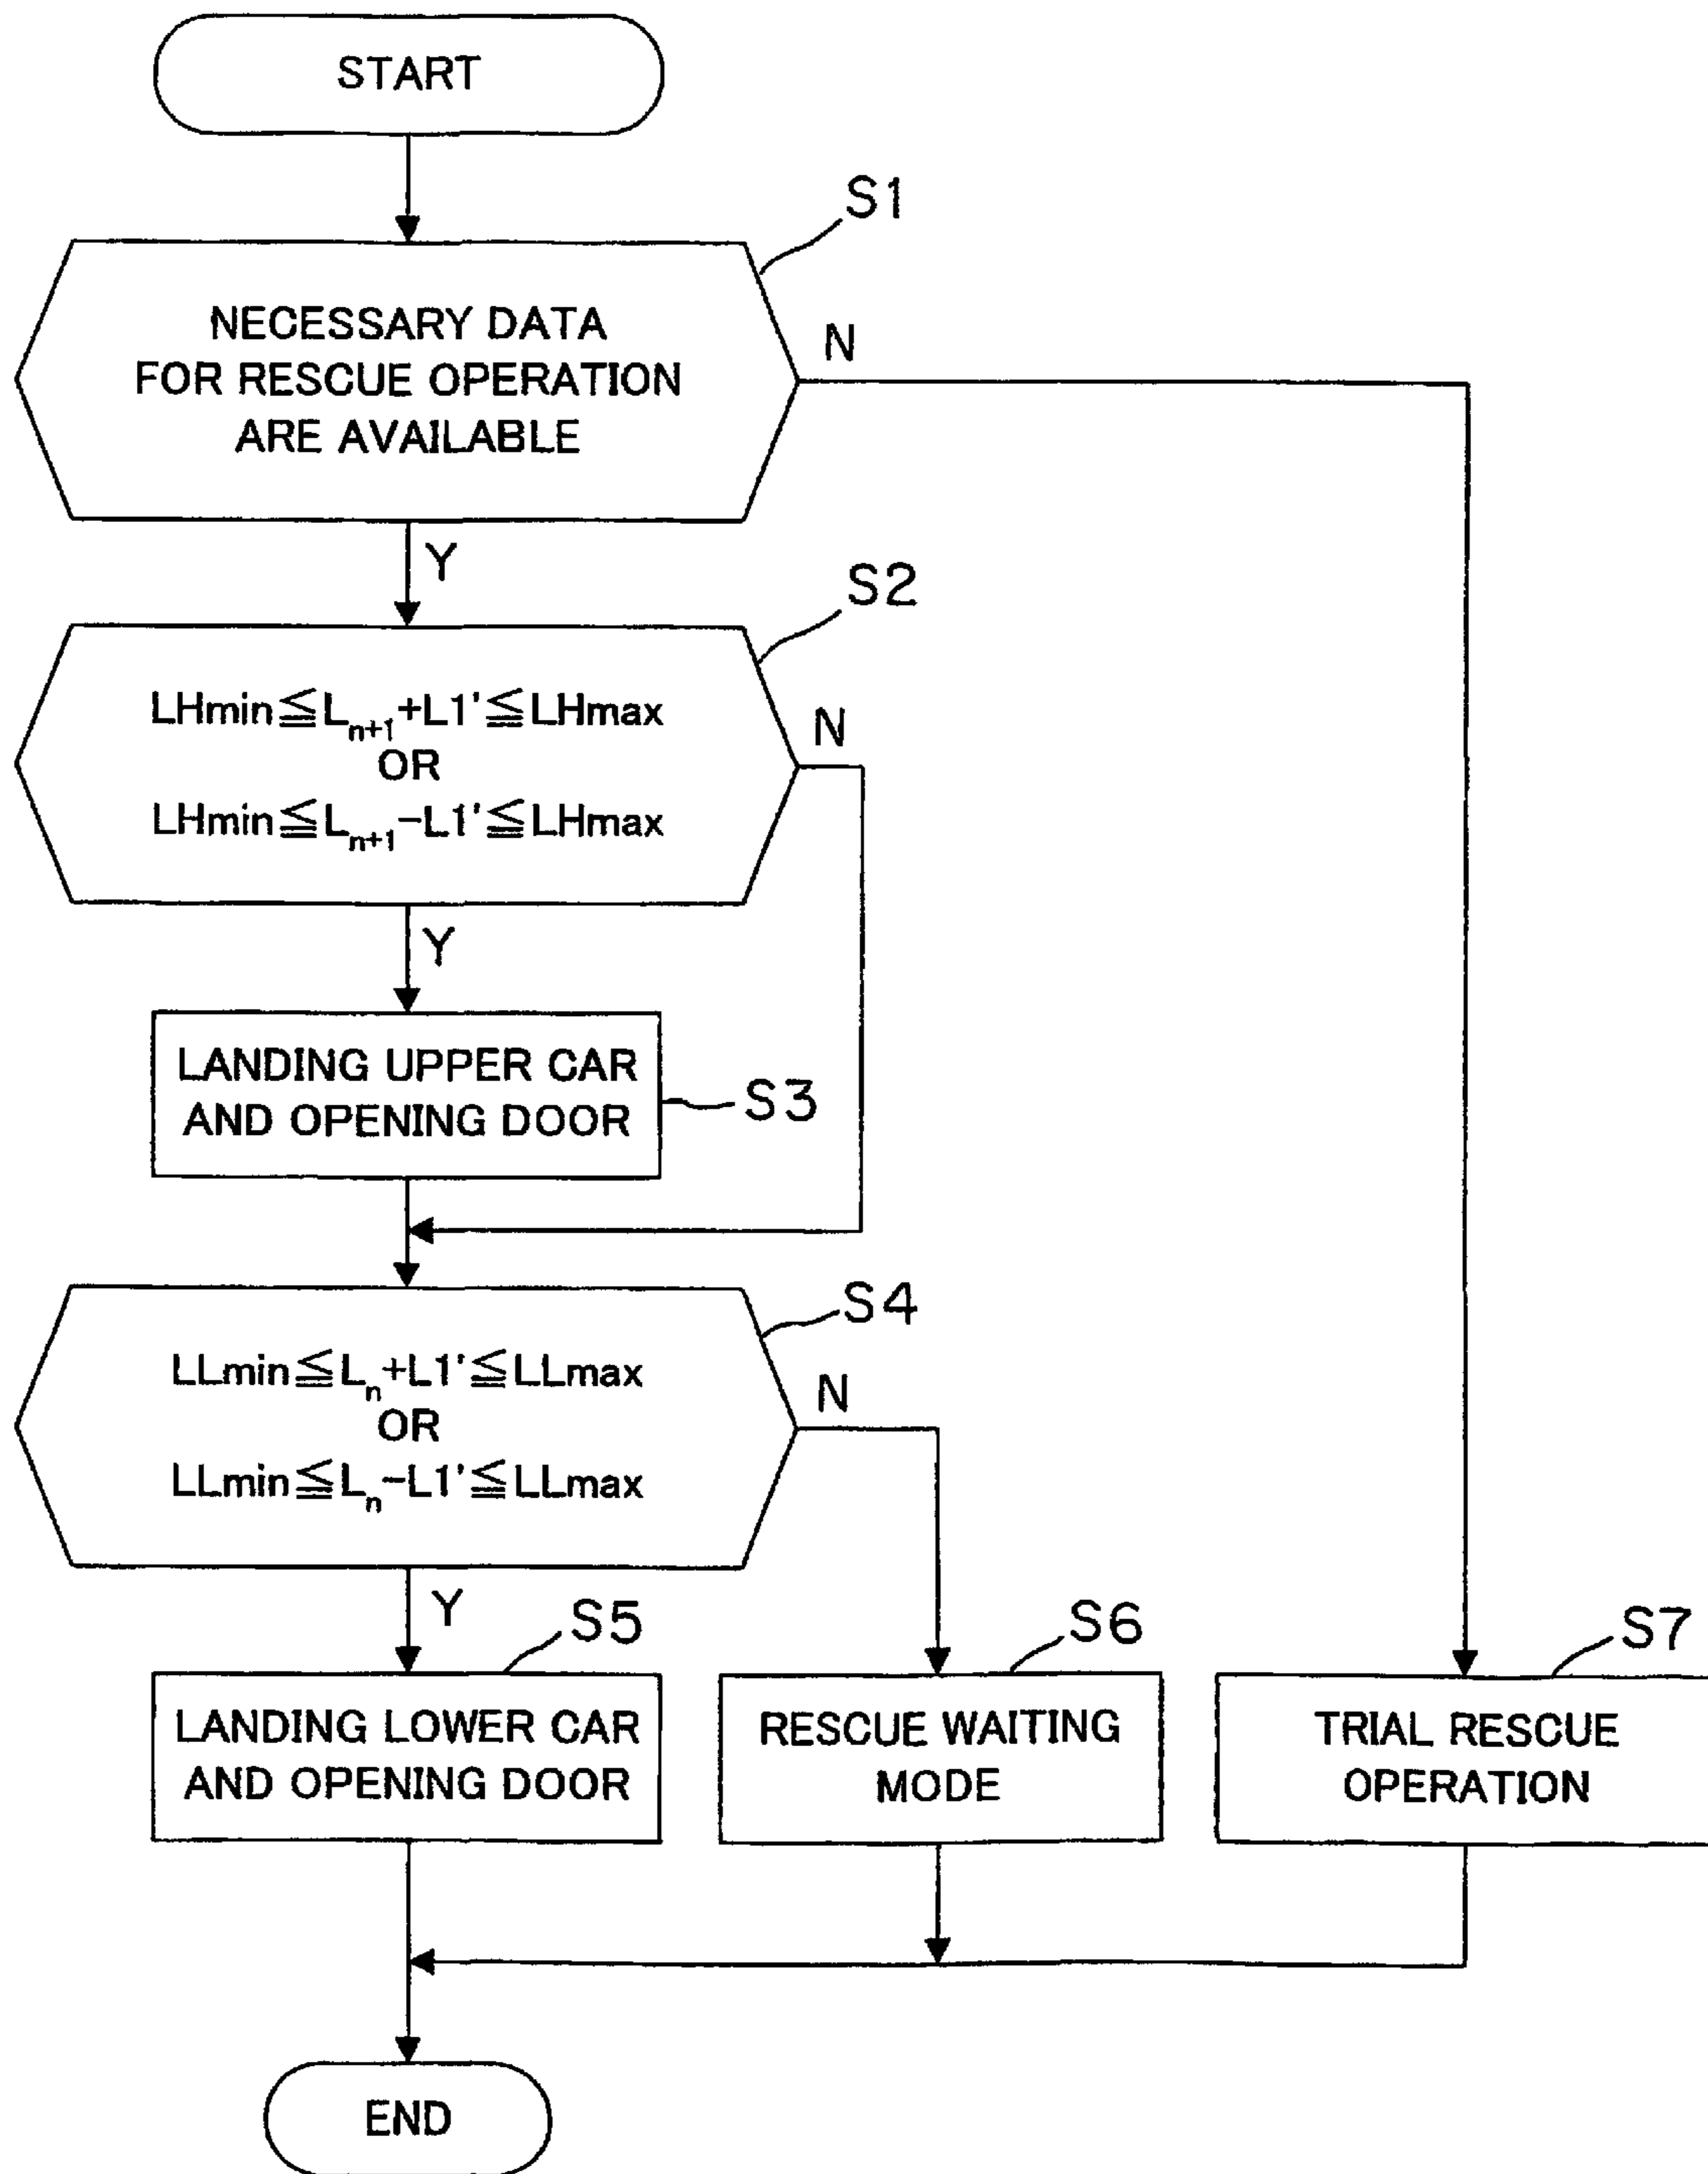 START
S1
NECESSARY DATA
FOR RESCUE OPERATION
ARE AVAILABLE
N
Y
S2
LHmin≦Ln+1+L1'≦LHmax
OR
LHmin≦Ln+1-L1'≦LHmax
N
Y
LANDING UPPER CAR
AND OPENING DOOR
S3
S4
LLmin≦Ln+L1'≦LLmax
OR
LLmin≦Ln-L1'≦LLmax
N
Y
S5
LANDING LOWER CAR
AND OPENING DOOR
S6
RESCUE WAITING
MODE
S7
TRIAL RESCUE
OPERATION
END